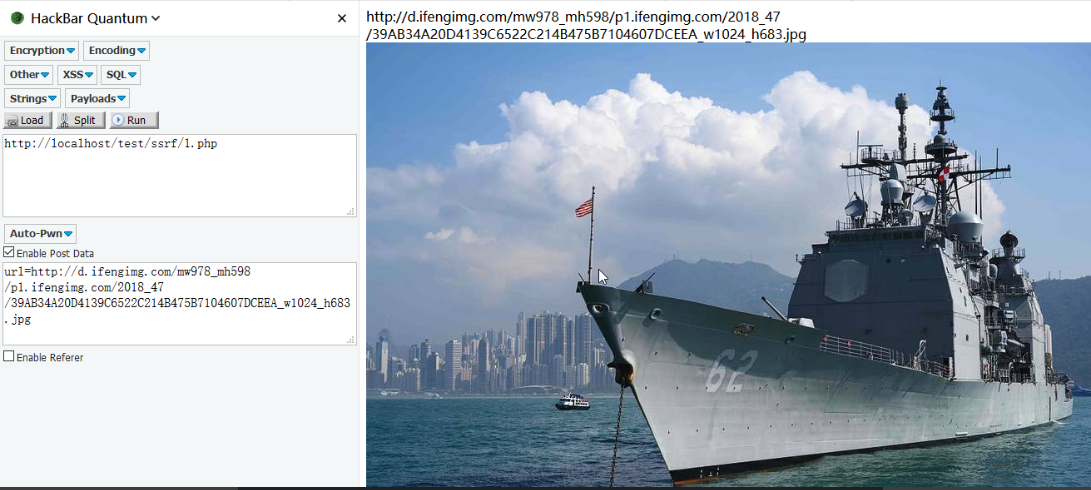 HackBar Quantum
Encryption
Encoding
Other
XSS
SQL
Strings
Payloads
Load
Split
Run
http://localhost/test/ssrf/1.php
Auto-Pwn
Enable Post Data
url=http://d.ifengimg.com/mw978_mh598
/p1.ifengimg.com/2018_47
/39AB34A20D4139C6522C214B475B7104607DCEEA_w1024_h683
.jpg
Enable Referer
http://d.ifengimg.com/mw978_mh598/p1.ifengimg.com/2018_47
/39AB34A20D4139C6522C214B475B7104607DCEEA_w1024_h683.jpg
62